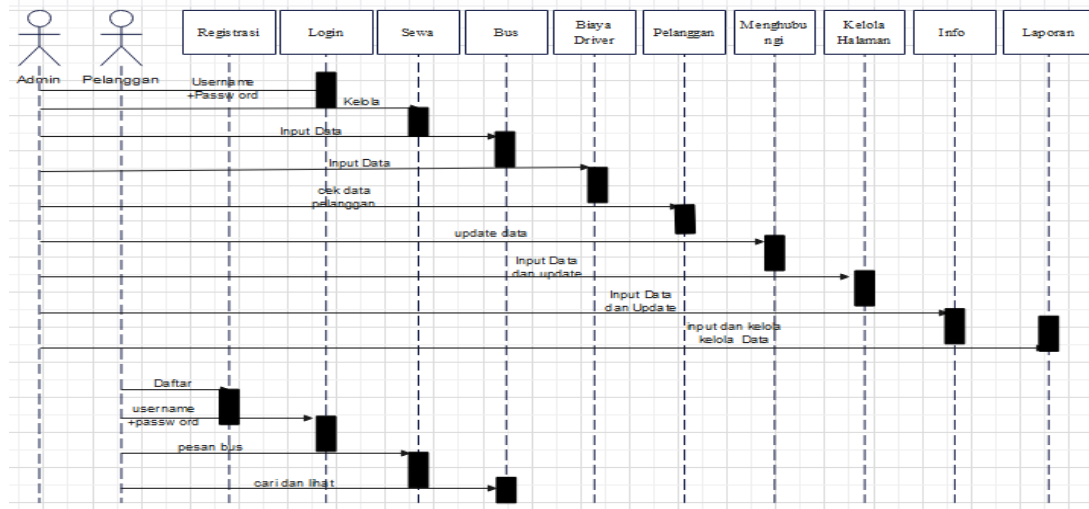 Registrasi
Login
Sewa
Bus
Biaya
Driver
Pelanggan
Menghubu
ngi
Kelola
Halaman
Info
Laporan
Admin
Pelanggan
Username
+Passw ord
Kelola
Input Data
Input Data
cek data
pelanggan
update data
Input Data
dan update
Input Data
dan Update
input dan kelola
kelola Data
Daftar
username
+passw ord
pesan bus
cari dan lihat